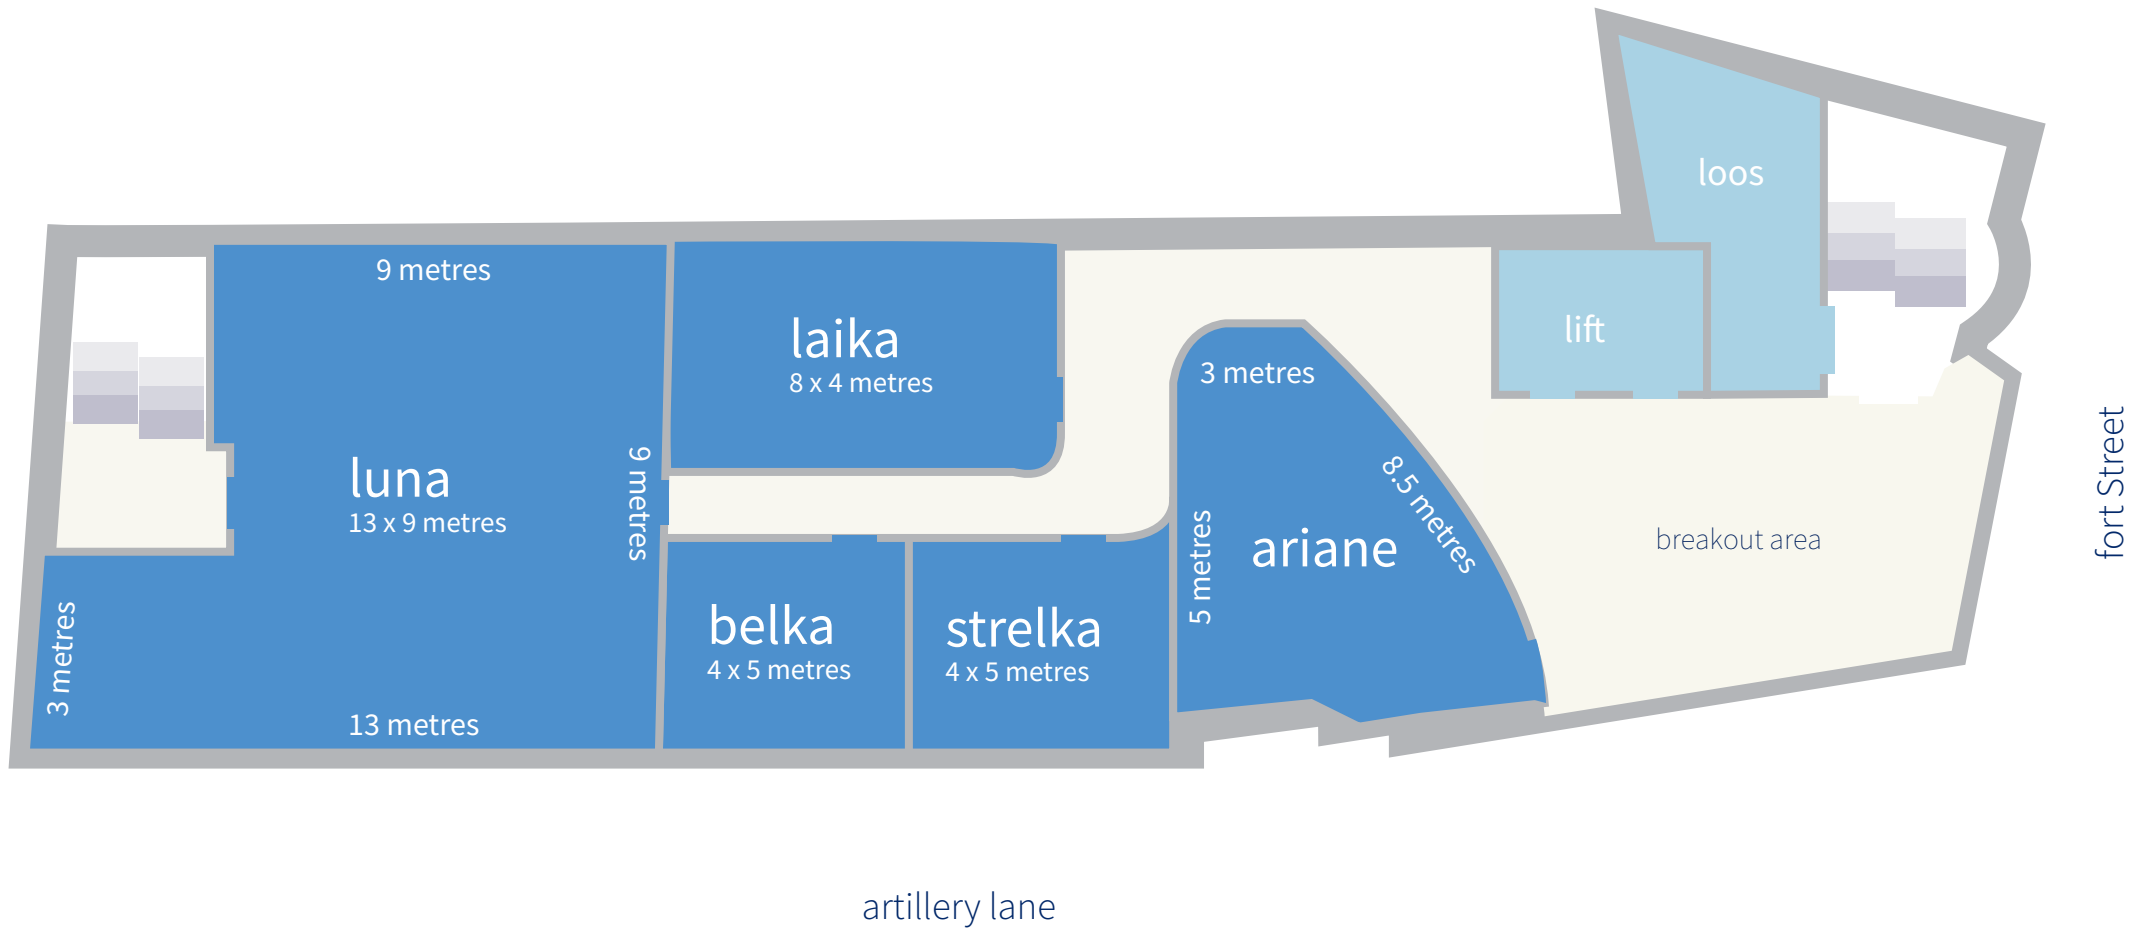 loos
9 metres
laika
8 x 4 metres
lift
3 metres
luna
13 x 9 metres
9 metres
8.5 metres
ariane
5 metres
breakout area
fort Street
belka
4 x 5 metres
strelka
4 x 5 metres
3 metres
13 metres
artillery lane